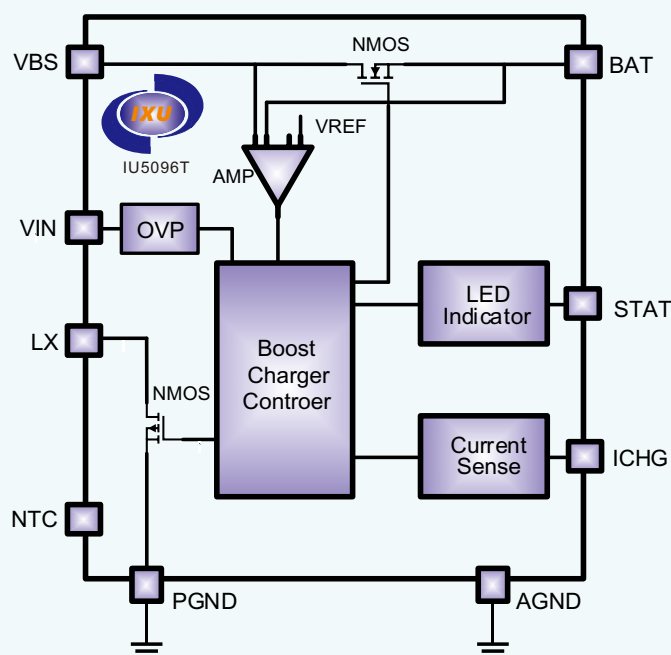 NMOS
VBS
BAT
IXU
VREF
IU5096T
AMP
VIN
OVP
LED
Indicator
STAT
LX
Boost
Charger
Controer
NMOS
Current
Sense
ICHG
NTC
PGND
AGND